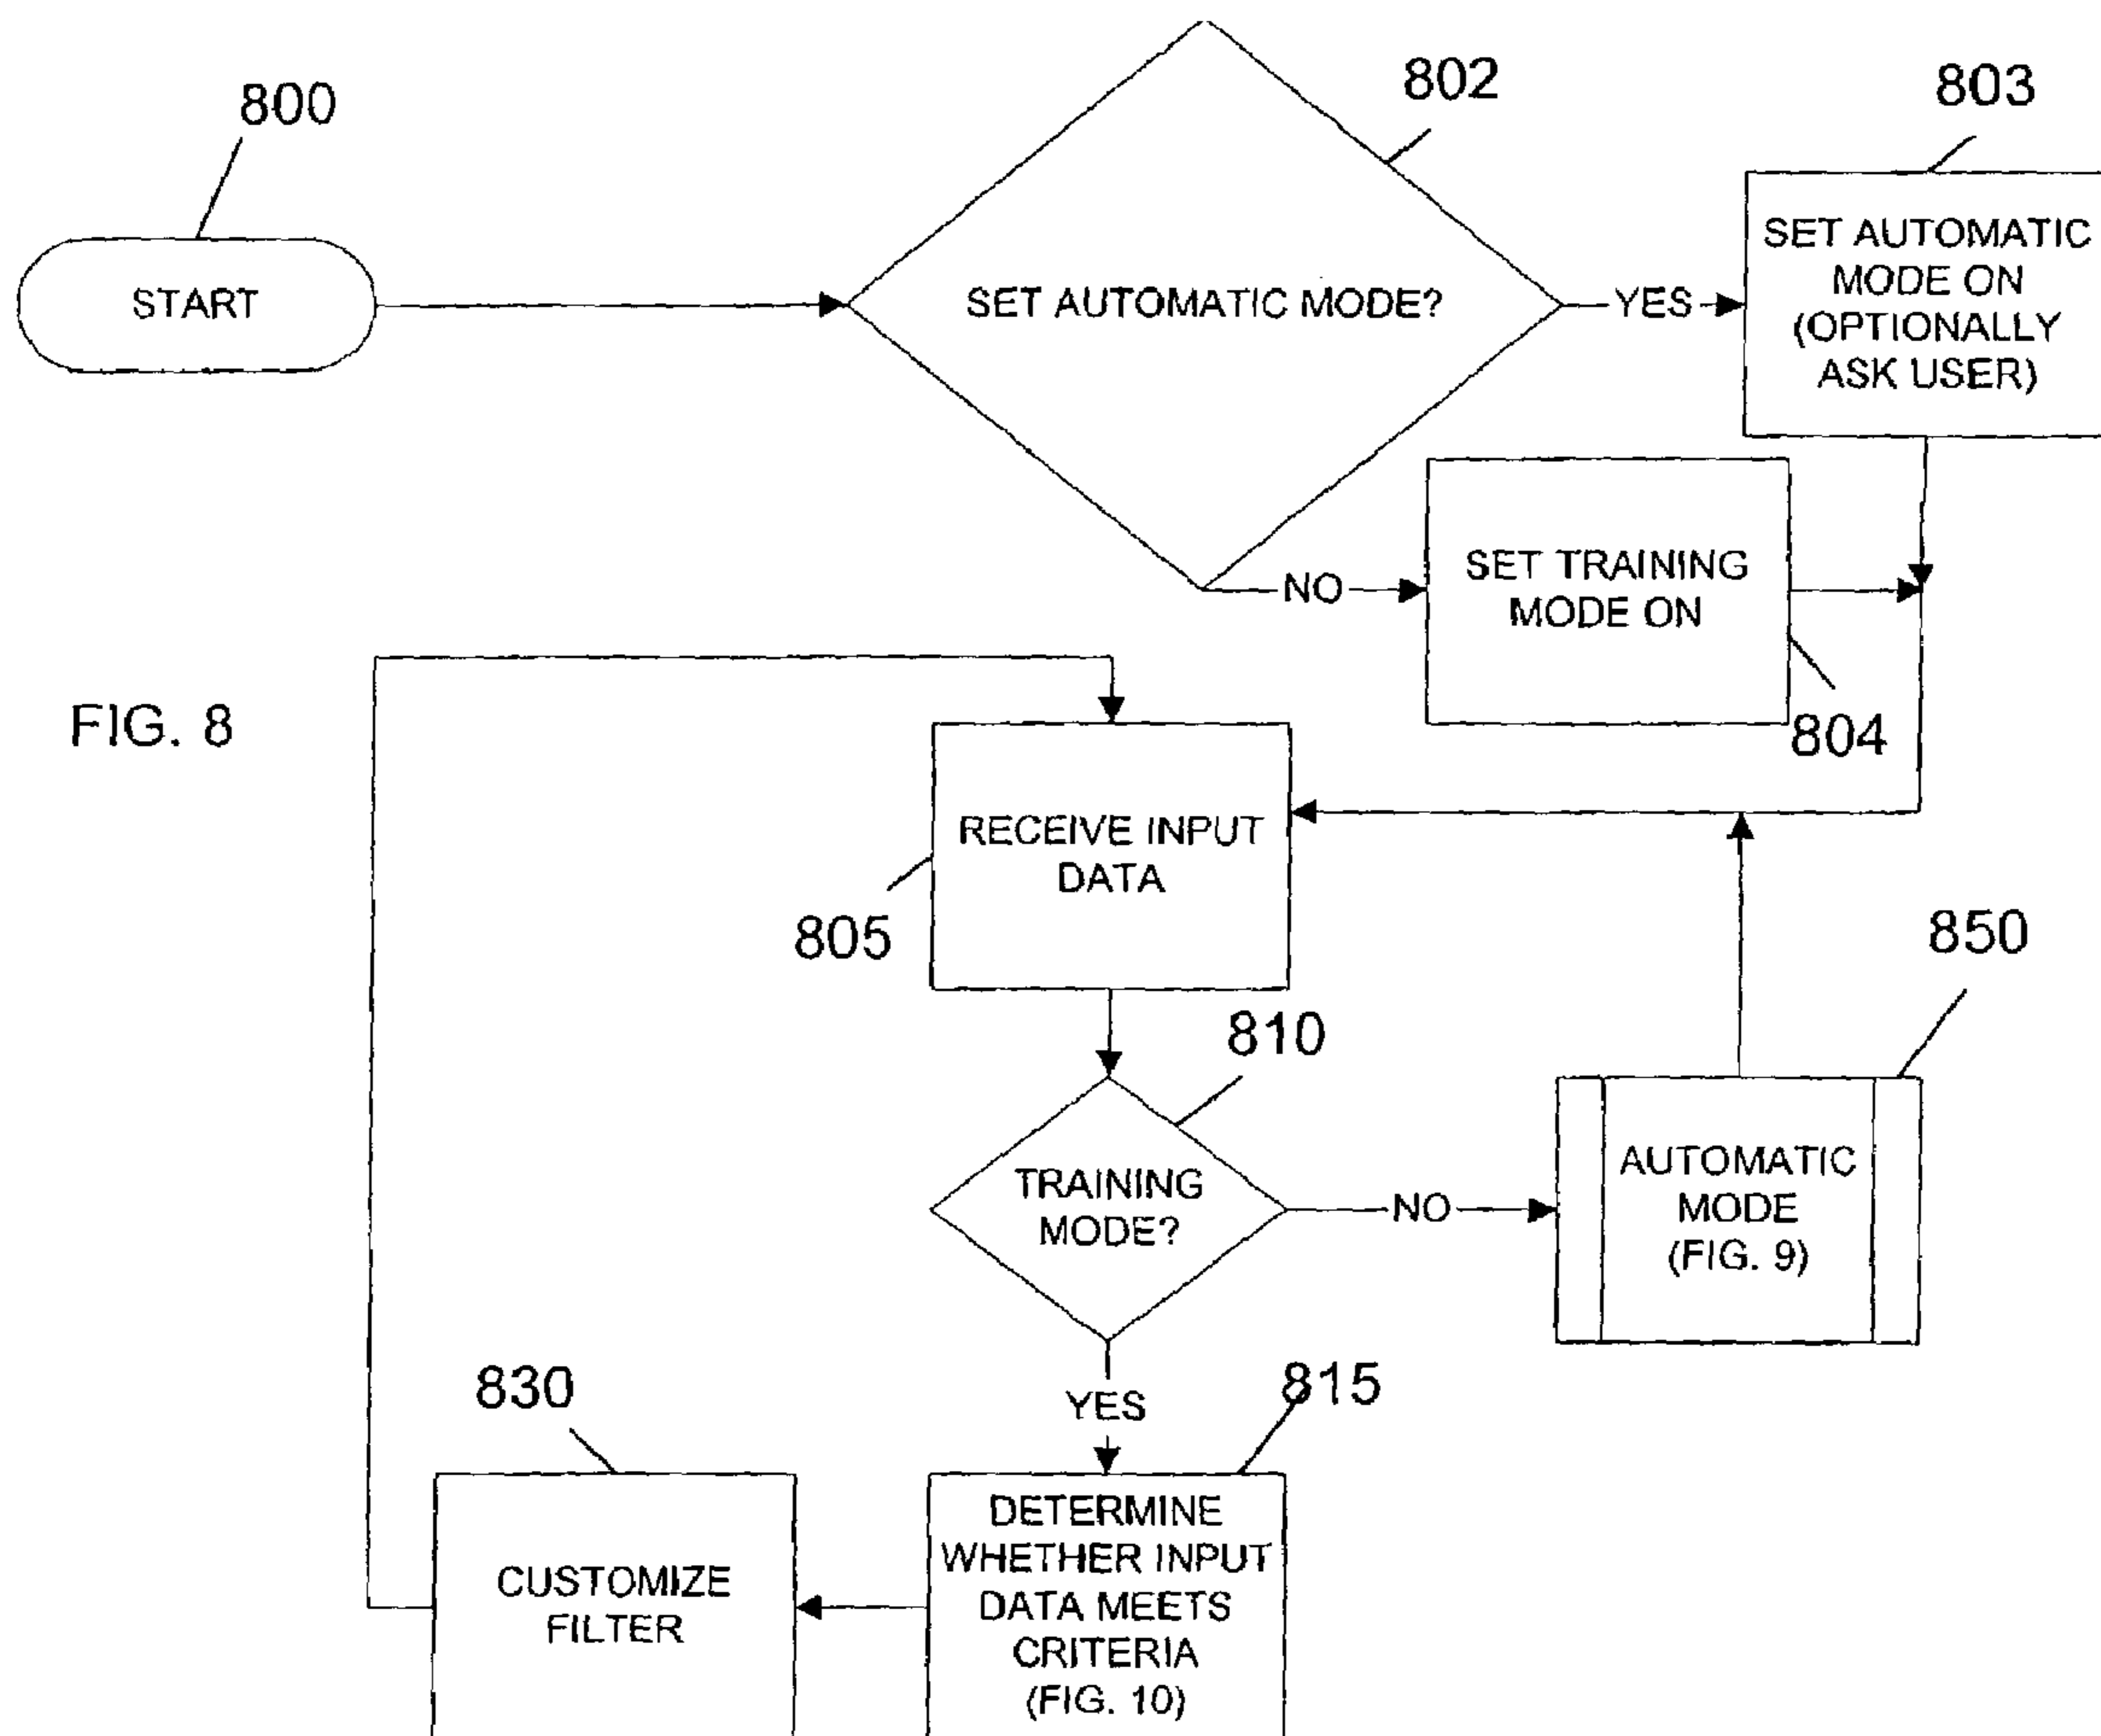 800
802
803
START
SET AUTOMATIC MODE?
YES
SET AUTOMATIC
MODE ON
(OPTIONALLY
ASK USER)
NO
SET TRAINING
MODE ON
804
FIG. 8
RECEIVE INPUT
DATA
805
810
850
TRAINING
MODE?
NO
AUTOMATIC
MODE
(FIG. 9)
YES
830
815
CUSTOMIZE
FILTER
DETERMINE
WHETHER INPUT
DATA MEETS
CRITERIA
(FIG. 10)